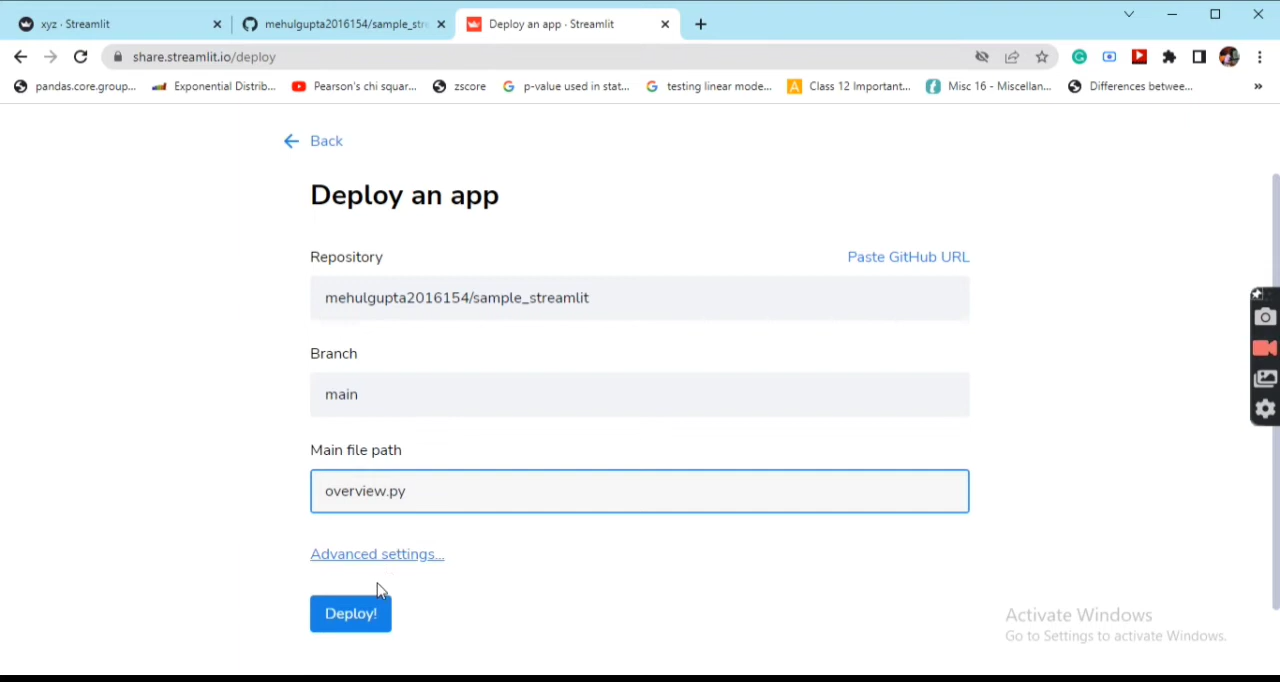 xyz · Streamlit
mehulgupta2016154/sample_stre
Deploy an app · Streamlit
share.streamlit.io/deploy
pandas.core.group...
Exponential Distrib...
Pearson's chi squar...
zscore
p-value used in stat...
testing linear mode...
Class 12 Important...
Misc 16 - Miscellan...
Differences betwee...
Back
Deploy an app
Repository
Paste GitHub URL
mehulgupta2016154/sample_streamlit
Branch
main
Main file path
overview.py
Advanced settings...
Deploy!
Activate Windows
Go to Settings to activate Windows.